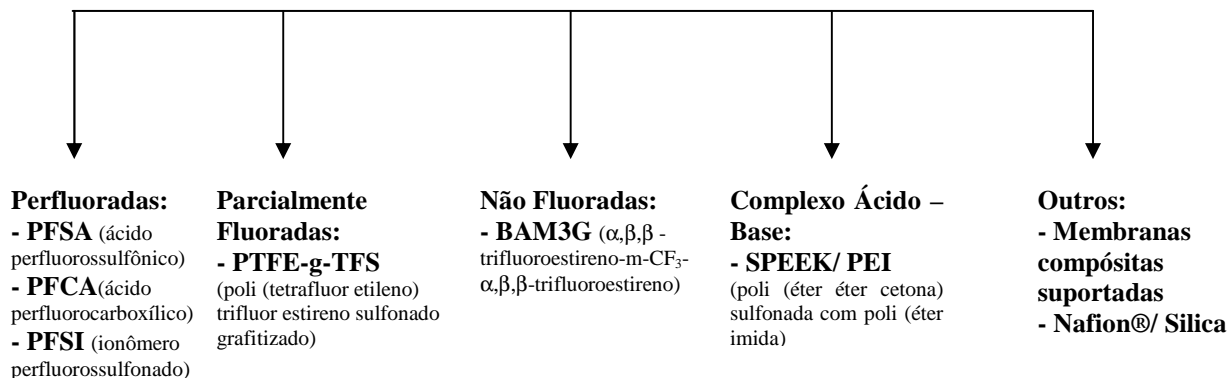 Perfluoradas:
- PFSA (ácido
perfluorossulfônico)
- PFCA(ácido
perfluorocarboxílico)
- PFSI (ionômero
perfluorossulfonado)
Parcialmente
Fluoradas:
- PTFE-g-TFS
(poli (tetrafluor etileno)
trifluor estireno sulfonado
grafitizado)
Não Fluoradas:
- BAM3G (α,β,β -
trifluoroestireno-m-CF₃-
α,β,β-trifluoroestireno)
Complexo Ácido –
Base:
- SPEEK/ PEI
(poli (éter éter cetona)
sulfonada com poli (éter
imida)
Outros:
- Membranas
compósitas
suportadas
- Nafion®/ Silica